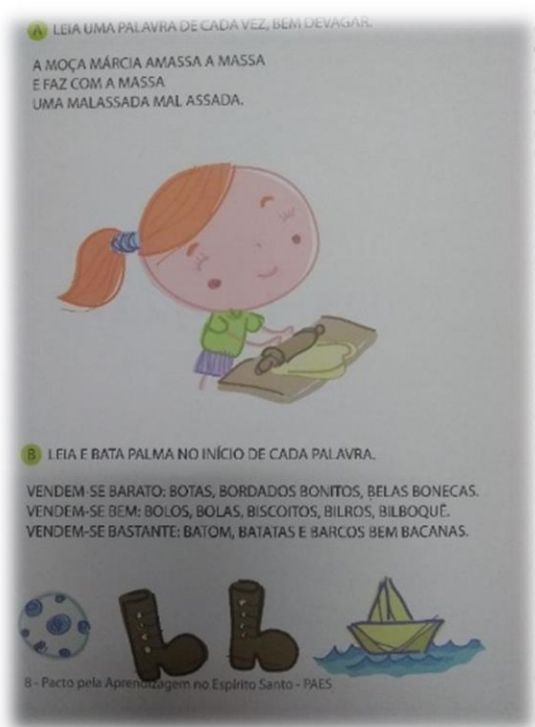 A LEIA UMA PALAVRA DE CADA VEZ, BEM DEVAGAR.
A MOÇA MÁRCIA AMASSA A MASSA
E FAZ COM A MASSA
UMA MALASSADA MAL ASSADA.
B LEIA E BATA PALMA NO INÍCIO DE CADA PALAVRA.
VENDEM-SE BARATO: BOTAS, BORDADOS BONITOS, BELAS BONECAS.
VENDEM-SE BEM: BOLOS, BOLAS, BISCOITOS, BILROS, BILBOQUÊ.
VENDEM-SE BASTANTE: BATOM, BATATAS E BARCOS BEM BACANAS.
8 - Pacto pela Aprendizagem no Espírito Santo - PAES